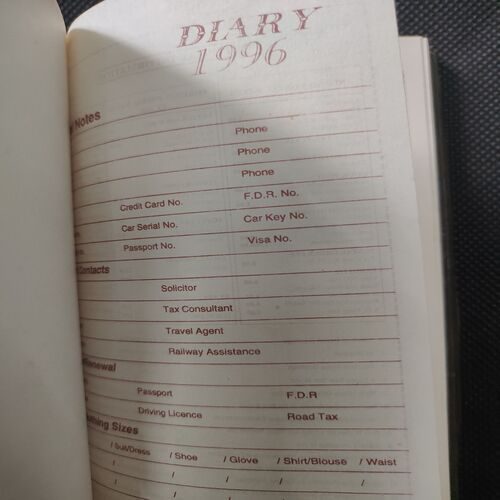 DIARY
1996
Notes
Phone
Phone
Phone
Credit Card No. F.D.R. No.
Car Serial No. Car Key No.
Passport No. Visa No.
Contacts
Solicitor
Tax Consultant
Travel Agent
Railway Assistance
Renewal
Passport F.D.R
Driving Licence Road Tax
Sizes
/ Suit/Dress / Shoe / Glove / Shirt/Blouse / Waist
/ / / / /
/ / / /